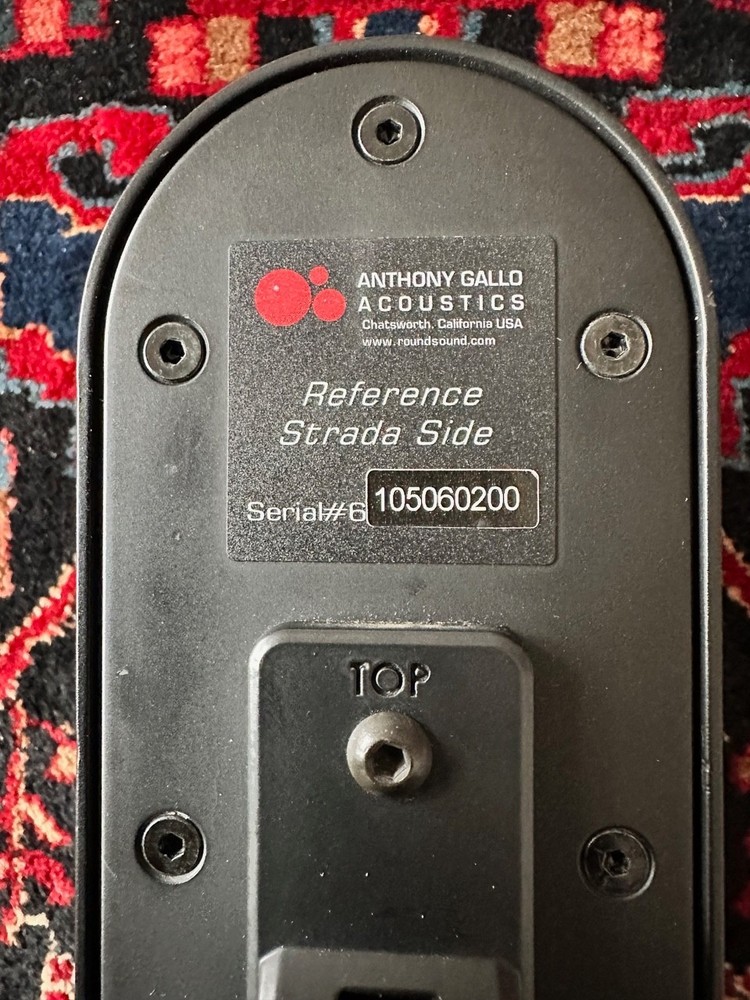 ANTHONY GALLO
ACOUSTICS
Chatsworth, California USA
www.roundsound.com
Reference
Strada Side
Serial#6 105060200
TOP